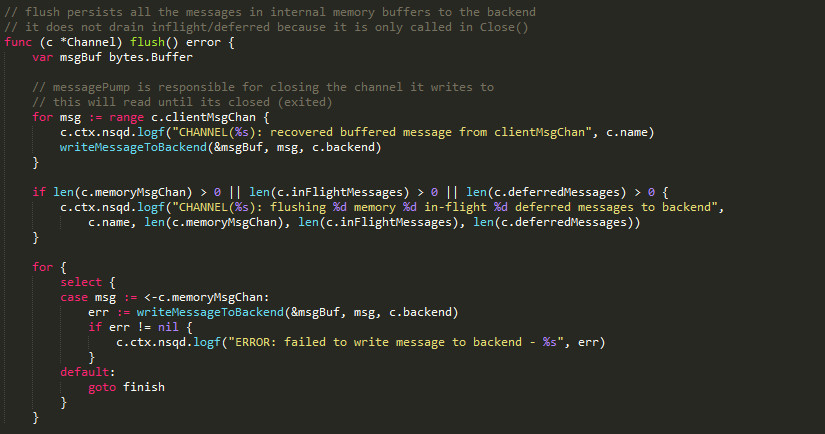 // flush persists all the messages in internal memory buffers to the backend
// it does not drain inflight/deferred because it is only called in Close()
func (c *Channel) flush() error {
    var msgBuf bytes.Buffer

    // messagePump is responsible for closing the channel it writes to
    // this will read until its closed (exited)
    for msg := range c.clientMsgChan {
        c.ctx.nsqd.logf("CHANNEL(%s): recovered buffered message from clientMsgChan", c.name)
        writeMessageToBackend(&msgBuf, msg, c.backend)
    }

    if len(c.memoryMsgChan) > 0 || len(c.inFlightMessages) > 0 || len(c.deferredMessages) > 0 {
        c.ctx.nsqd.logf("CHANNEL(%s): flushing %d memory %d in-flight %d deferred messages to backend",
            c.name, len(c.memoryMsgChan), len(c.inFlightMessages), len(c.deferredMessages))
    }

    for {
        select {
        case msg := <-c.memoryMsgChan:
            err := writeMessageToBackend(&msgBuf, msg, c.backend)
            if err != nil {
                c.ctx.nsqd.logf("ERROR: failed to write message to backend - %s", err)
            }
        default:
            goto finish
        }
    }